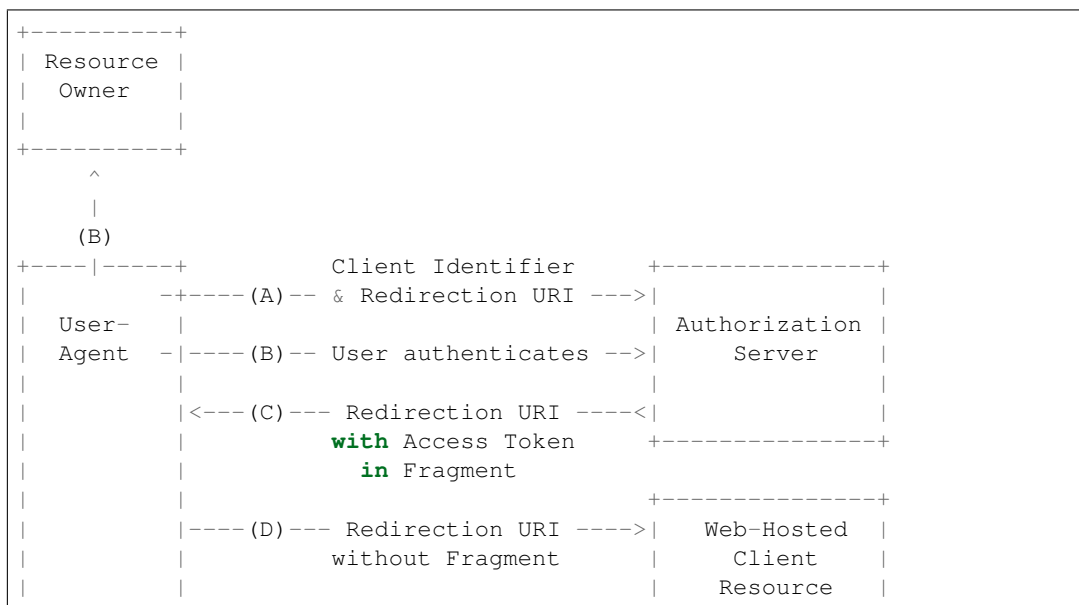 +----------+
| Resource |
|  Owner   |
|          |
+----------+
     ^
     |
    (B)
+----|-----+          Client Identifier     +---------------+
|         -+----(A)-- & Redirection URI --->|               |
|  User-   |                                | Authorization |
|  Agent  -|----(B)-- User authenticates -->|     Server    |
|          |                                |               |
|          |<---(C)--- Redirection URI ----<|               |
|          |          with Access Token     +---------------+
|          |            in Fragment
|          |                                +---------------+
|          |----(D)--- Redirection URI ---->|   Web-Hosted  |
|          |          without Fragment      |     Client    |
|          |                                |    Resource   |